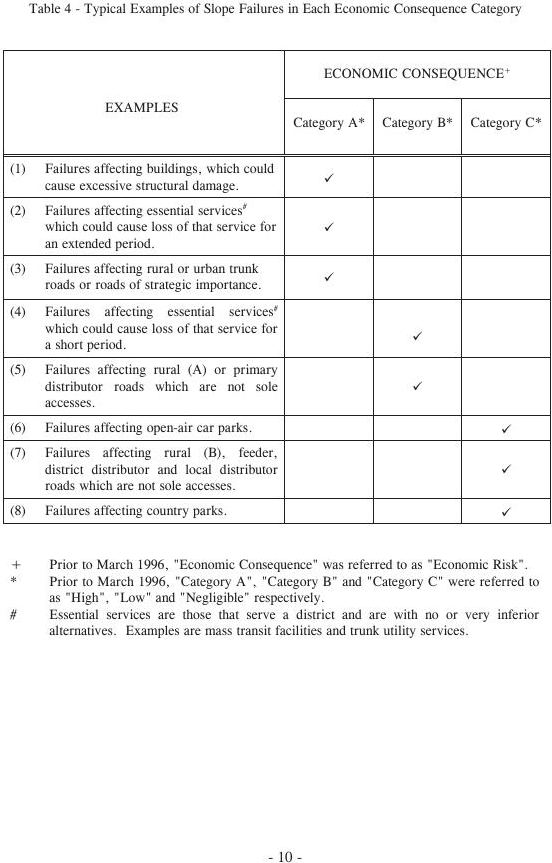 Table 4 - Typical Examples of Slope Failures in Each Economic Consequence Category
EXAMPLES
ECONOMIC CONSEQUENCE+
Category A*
Category B*
Category C*
(1) Failures affecting buildings, which could
cause excessive structural damage.
✓
(2) Failures affecting essential services#
which could cause loss of that service for
an extended period.
✓
(3) Failures affecting rural or urban trunk
roads or roads of strategic importance.
✓
(4) Failures affecting essential services#
which could cause loss of that service for
a short period.
✓
(5) Failures affecting rural (A) or primary
distributor roads which are not sole
accesses.
✓
(6) Failures affecting open-air car parks.
✓
(7) Failures affecting rural (B), feeder,
district distributor and local distributor
roads which are not sole accesses.
✓
(8) Failures affecting country parks.
✓
+ Prior to March 1996, "Economic Consequence" was referred to as "Economic Risk".
* Prior to March 1996, "Category A", "Category B" and "Category C" were referred to
as "High", "Low" and "Negligible" respectively.
# Essential services are those that serve a district and are with no or very inferior
alternatives. Examples are mass transit facilities and trunk utility services.
- 10 -